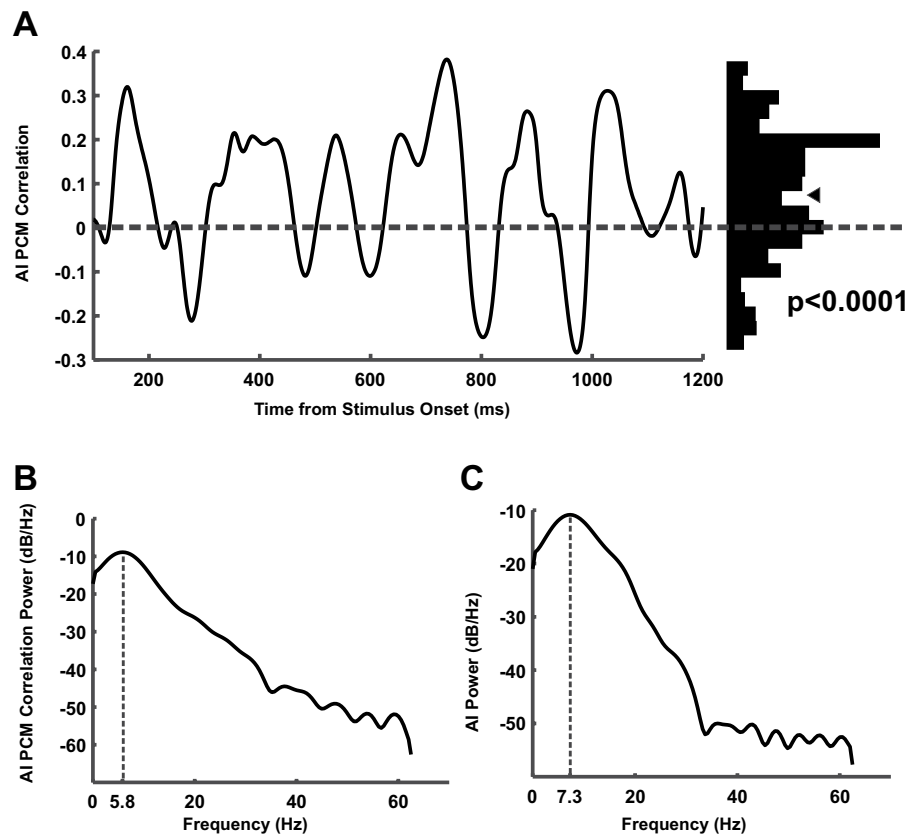 A
AI PCM Correlation
0.4
0.3
0.2
0.1
0
-0.1
-0.2
-0.3
200 400 600 800 1000 1200
Time from Stimulus Onset (ms)
p<0.0001
B
AI PCM Correlation Power (dB/Hz)
0
-10
-20
-30
-40
-50
-60
0 5.8 20 40 60
Frequency (Hz)
C
AI Power (dB/Hz)
-10
-20
-30
-40
-50
0 7.3 20 40 60
Frequency (Hz)